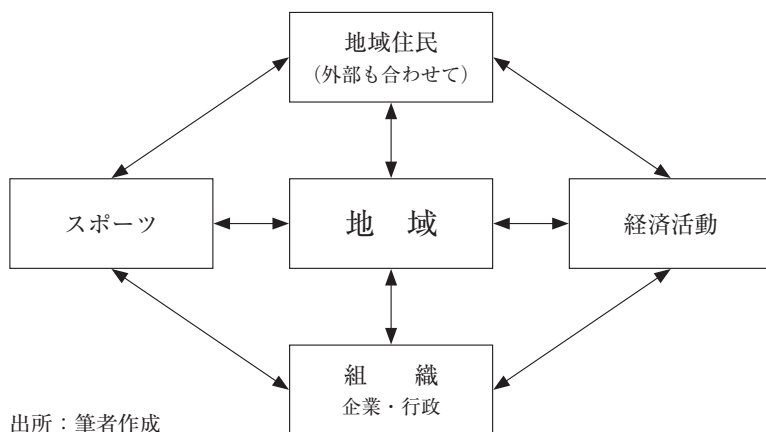 地域住民
（外部も合わせて）
スポーツ
地　域
経済活動
組　　織
企業・行政
出所：筆者作成